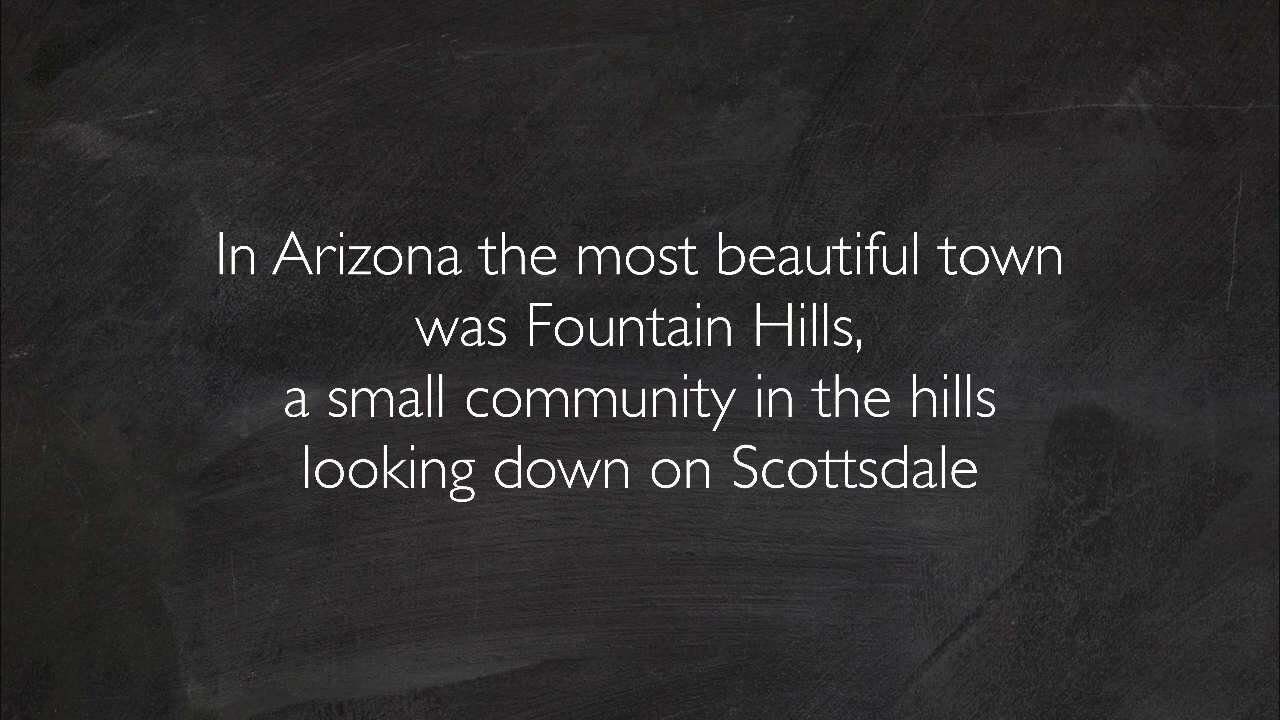 In Arizona the most beautiful town
was Fountain Hills,
a small community in the hills
looking down on Scottsdale